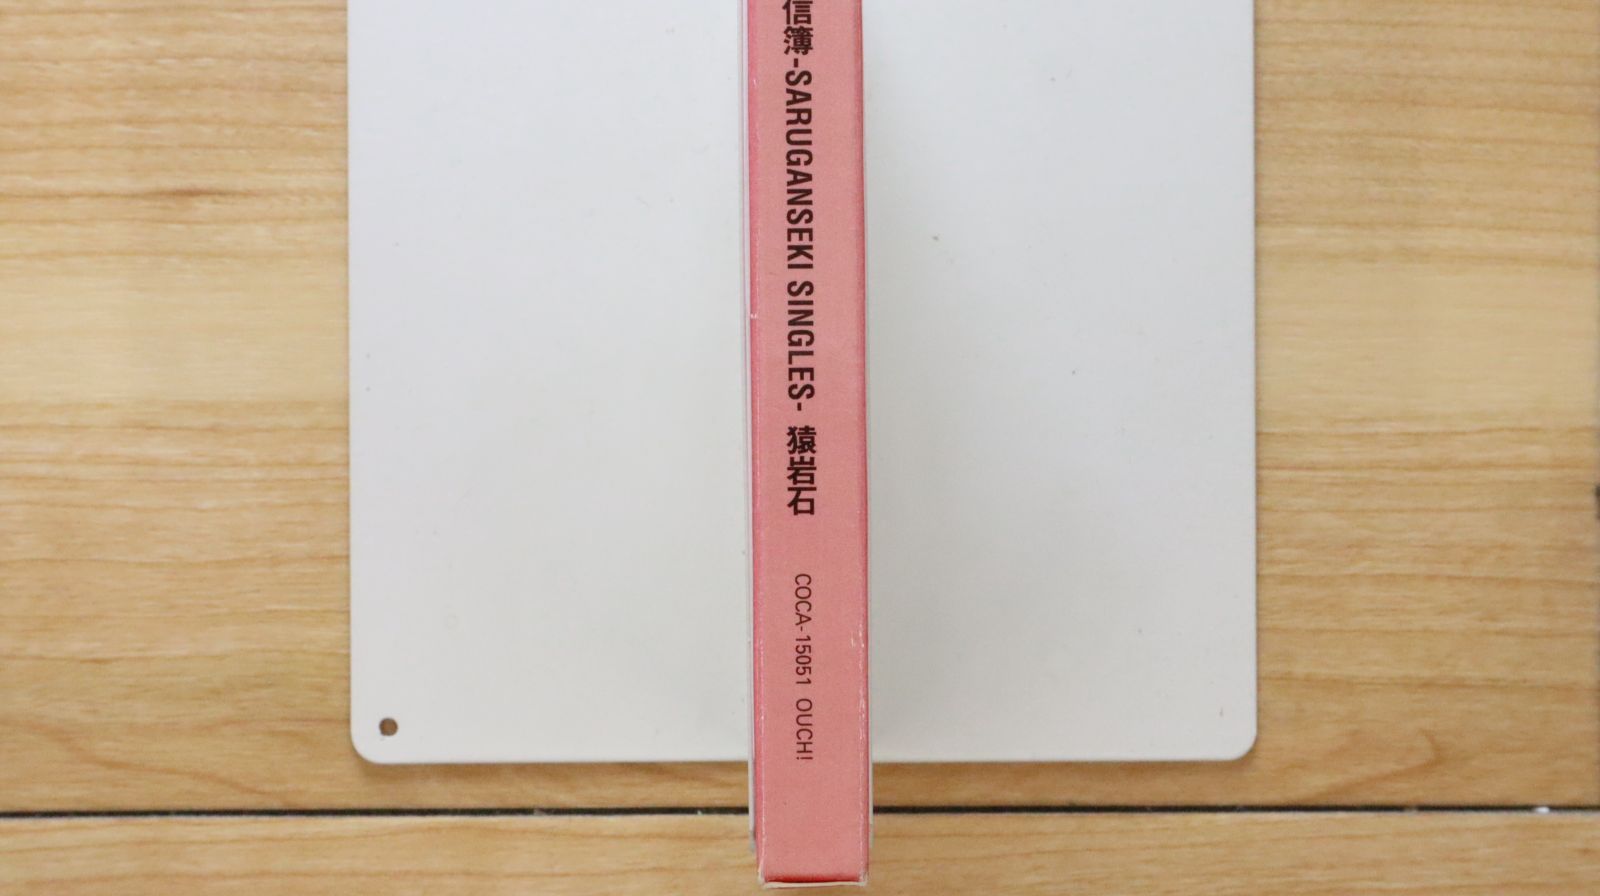 信簿-SARUGANSEKI SINGLES- 猿岩石 COCA-15051 OUCH!